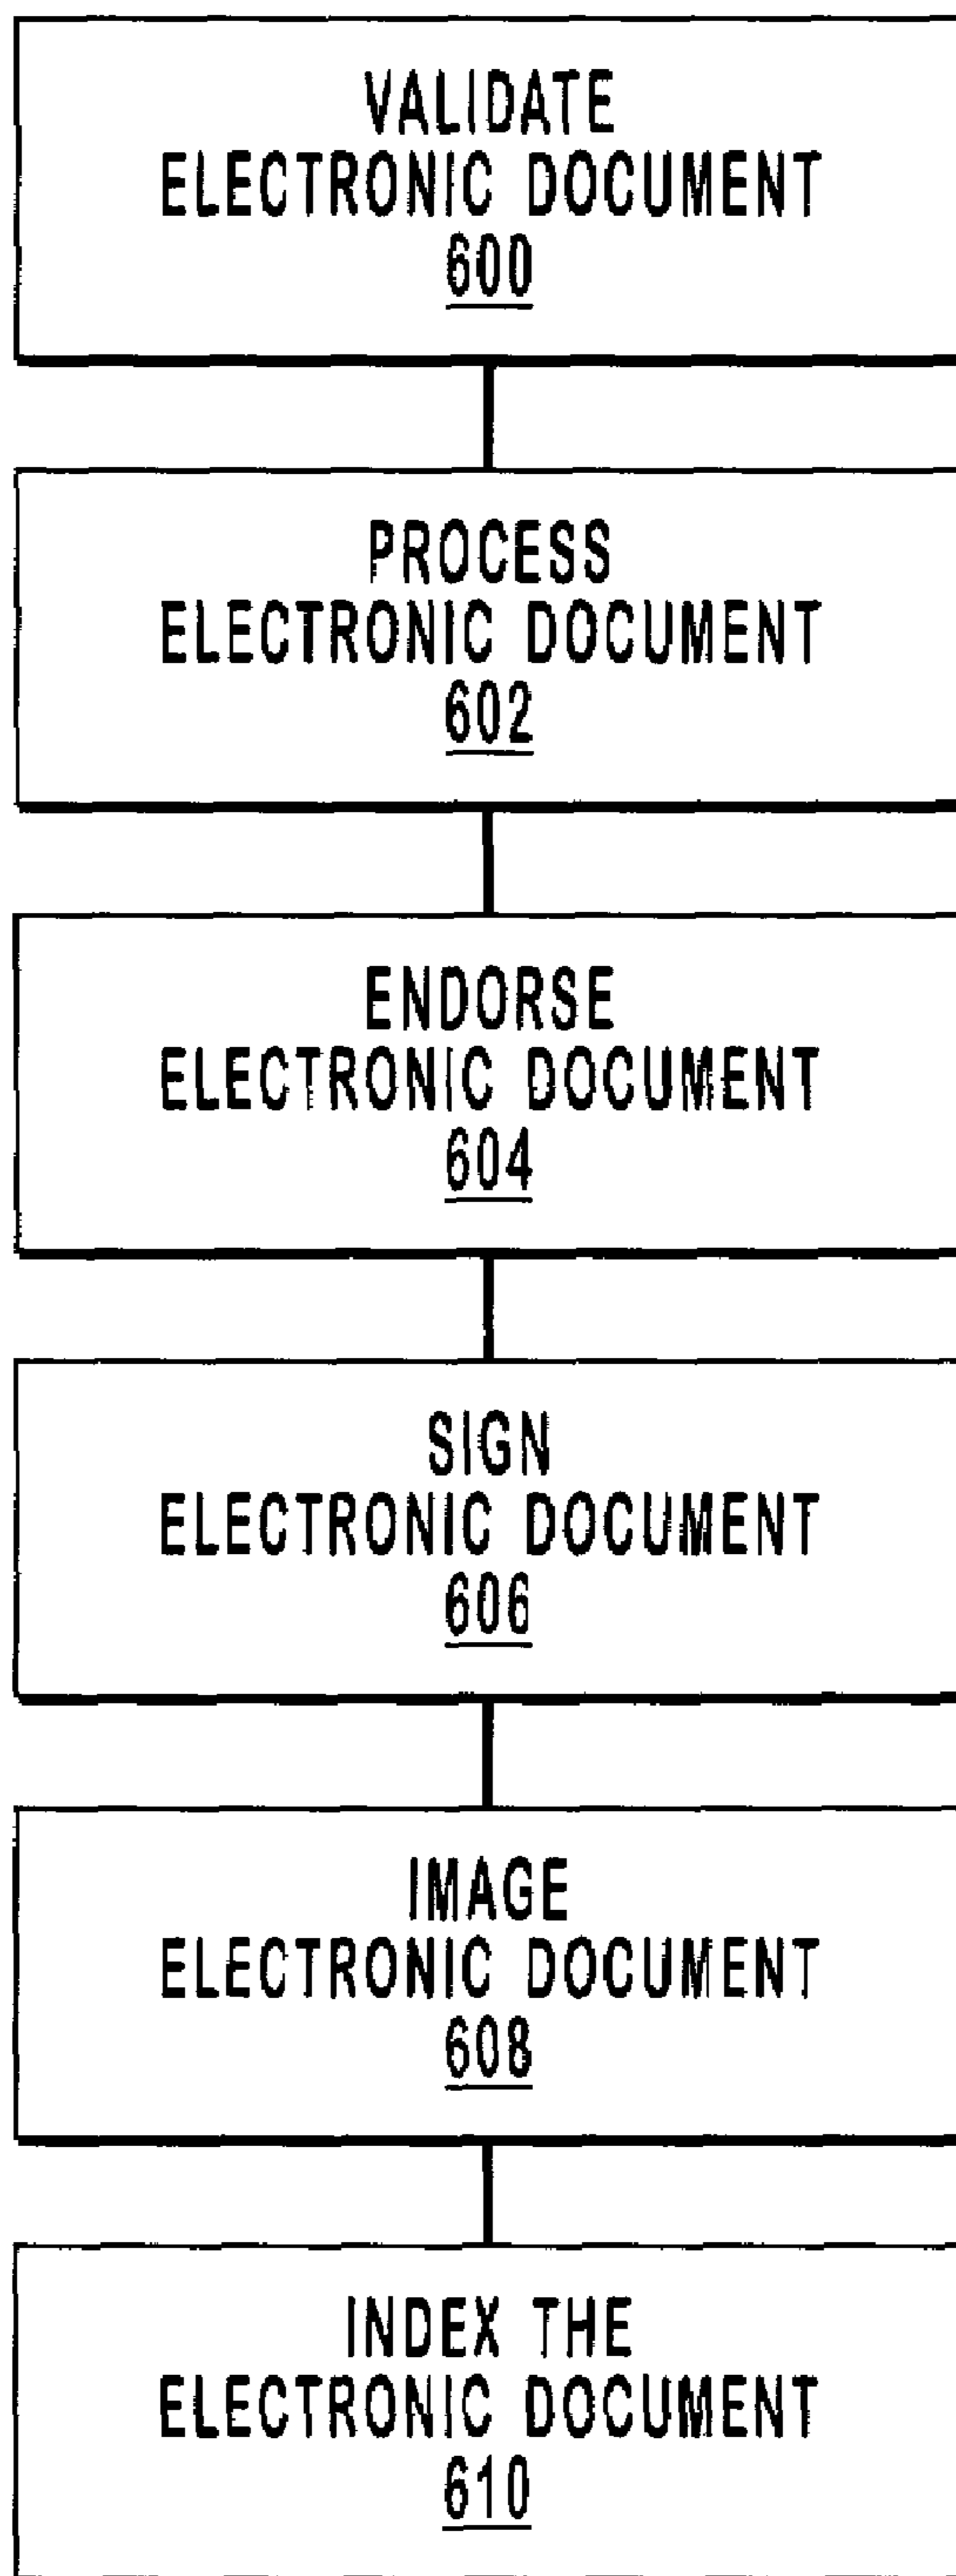 VALIDATE
ELECTRONIC DOCUMENT
600
PROCESS
ELECTRONIC DOCUMENT
602
ENDORSE
ELECTRONIC DOCUMENT
604
SIGN
ELECTRONIC DOCUMENT
606
IMAGE
ELECTRONIC DOCUMENT
608
INDEX THE
ELECTRONIC DOCUMENT
610